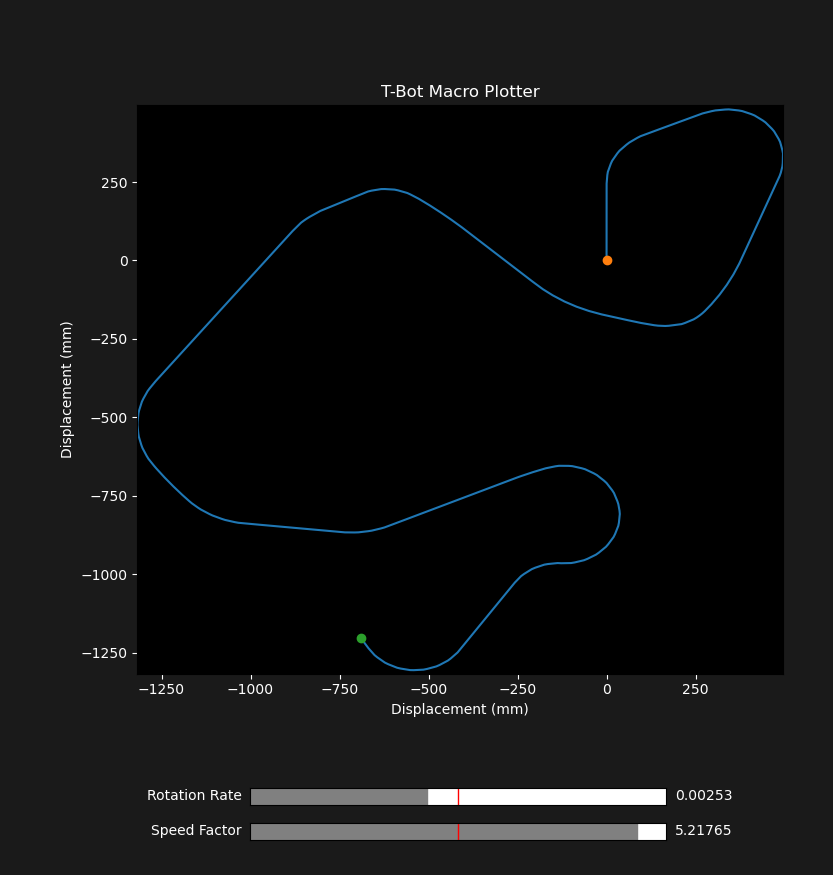 T-Bot Macro Plotter
250
0
−250
−500
−750
−1000
−1250
Displacement (mm)
−1250 −1000 −750 −500 −250 0 250
Displacement (mm)
Rotation Rate 0.00253
Speed Factor 5.21765